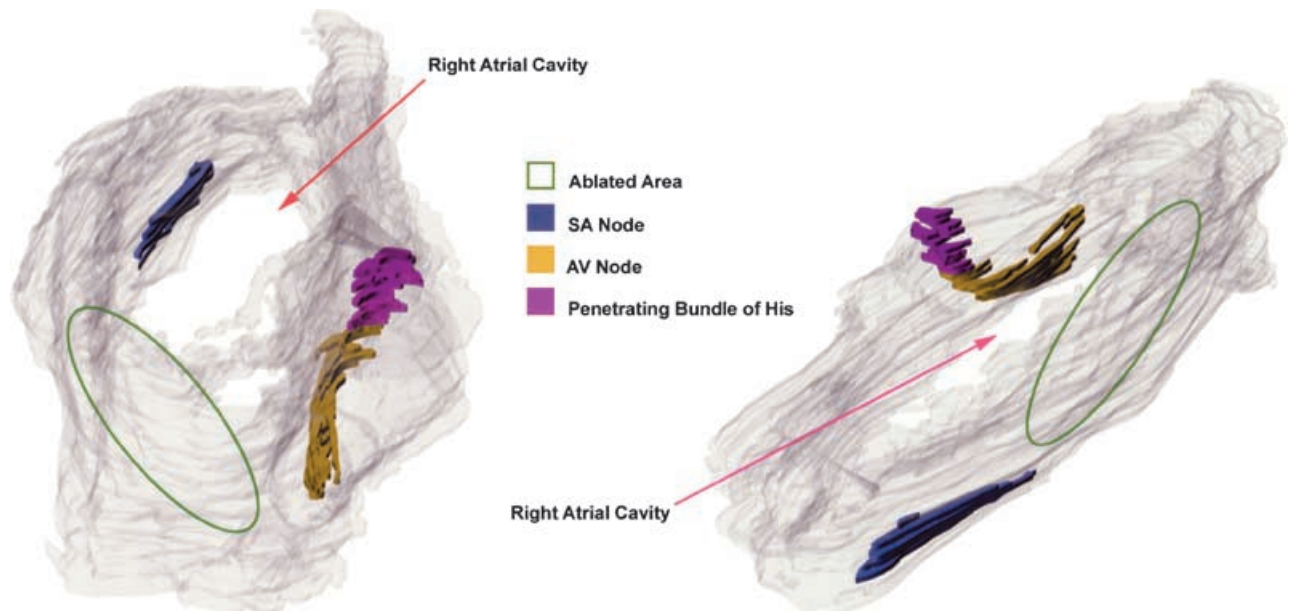 Right Atrial Cavity
Ablated Area
SA Node
AV Node
Penetrating Bundle of His
Right Atrial Cavity